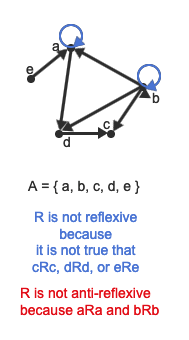 a
e
b
c
d
A = { a, b, c, d, e }
R is not reflexive
because
it is not true that
cRc, dRd, or eRe
R is not anti-reflexive
because aRa and bRb